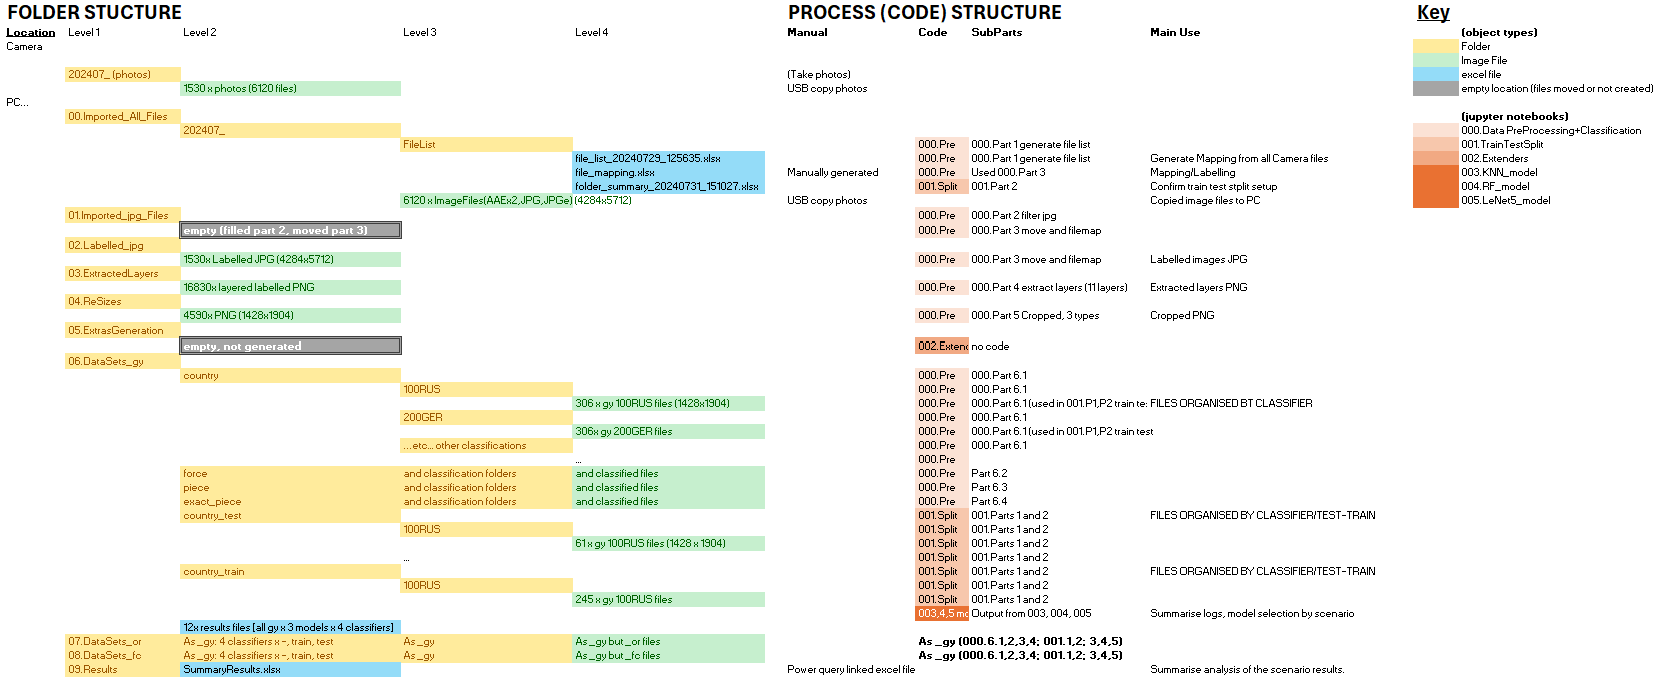 FOLDER STUCTURE PROCESS (CODE) STRUCTURE Key
Location Level 1 Level 2 Level 3 Level 4 Manual Code SubParts Main Use (object types)
Camera Folder
Image File
202407_ (photos) (Take photos) excel file
1530 x photos (6120 files) USB copy photos empty location (files moved or not created)
PC...
00.Imported_All_Files (jupyter notebooks)
202407_ 000.Data PreProcessing+Classification
FileList 000.Pre 000.Part 1 generate file list 001.TrainTestSplit
file_list_20240729_125635.xlsx 000.Pre 000.Part 1 generate file list Generate Mapping from all Camera files 002.Extenders
file_mapping.xlsx Manually generated 000.Pre Used 000.Part 3 Mapping/Labelling 003.KNN_model
folder_summary_20240731_151027.xlsx 001.Split 001.Part 2 Confirm train test stplit setup 004.RF_model
6120 x ImageFiles(AAEx2,JPG,JPGe) (4284x5712) USB copy photos Copied image files to PC 005.LeNet5_model
01.Imported_jpg_Files 000.Pre 000.Part 2 filter jpg
empty (filled part 2, moved part 3) 000.Pre 000.Part 3 move and filemap
02.Labelled_jpg
1530x Labelled JPG (4284x5712) 000.Pre 000.Part 3 move and filemap Labelled images JPG
03.ExtractedLayers
16830x layered labelled PNG 000.Pre 000.Part 4 extract layers (11 layers) Extracted layers PNG
04.ReSizes
4590x PNG (1428x1904) 000.Pre 000.Part 5 Cropped, 3 types Cropped PNG
05.ExtrasGeneration
empty, not generated 002.Exten no code
06.DataSets_gy
country 000.Pre 000.Part 6.1
100RUS 000.Pre 000.Part 6.1
306 x gy 100RUS files (1428x1904) 000.Pre 000.Part 6.1 (used in 001.P1,P2 train te: FILES ORGANISED BT CLASSIFIER
200GER 000.Pre 000.Part 6.1
306x gy 200GER files 000.Pre 000.Part 6.1 (used in 001.P1,P2 train test
...etc... other classifications 000.Pre 000.Part 6.1
... 000.Pre
force and classification folders and classified files 000.Pre Part 6.2
piece and classification folders and classified files 000.Pre Part 6.3
exact_piece and classification folders and classified files 000.Pre Part 6.4
country_test 001.Split 001.Parts 1 and 2 FILES ORGANISED BY CLASSIFIER/TEST-TRAIN
100RUS 001.Split 001.Parts 1 and 2
61 x gy 100RUS files (1428 x 1904) 001.Split 001.Parts 1 and 2
... 001.Split 001.Parts 1 and 2
country_train 001.Split 001.Parts 1 and 2 FILES ORGANISED BY CLASSIFIER/TEST-TRAIN
100RUS 001.Split 001.Parts 1 and 2
245 x gy 100RUS files 001.Split 001.Parts 1 and 2
003,4,5 mo Output from 003, 004, 005 Summarise logs, model selection by scenario
12x results files [all gy x 3 models x 4 classifiers]
07.DataSets_or As _gy: 4 classifiers x -, train, test As _gy As _gy but _or files As _gy (000.6.1,2,3,4; 001.1,2; 3,4,5)
08.DataSets_fc As _gy: 4 classifiers x -, train, test As _gy As _gy but _fc files As _gy (000.6.1,2,3,4; 001.1,2; 3,4,5)
09.Results SummaryResults.xlsx Power query linked excel file Summarise analysis of the scenario results.